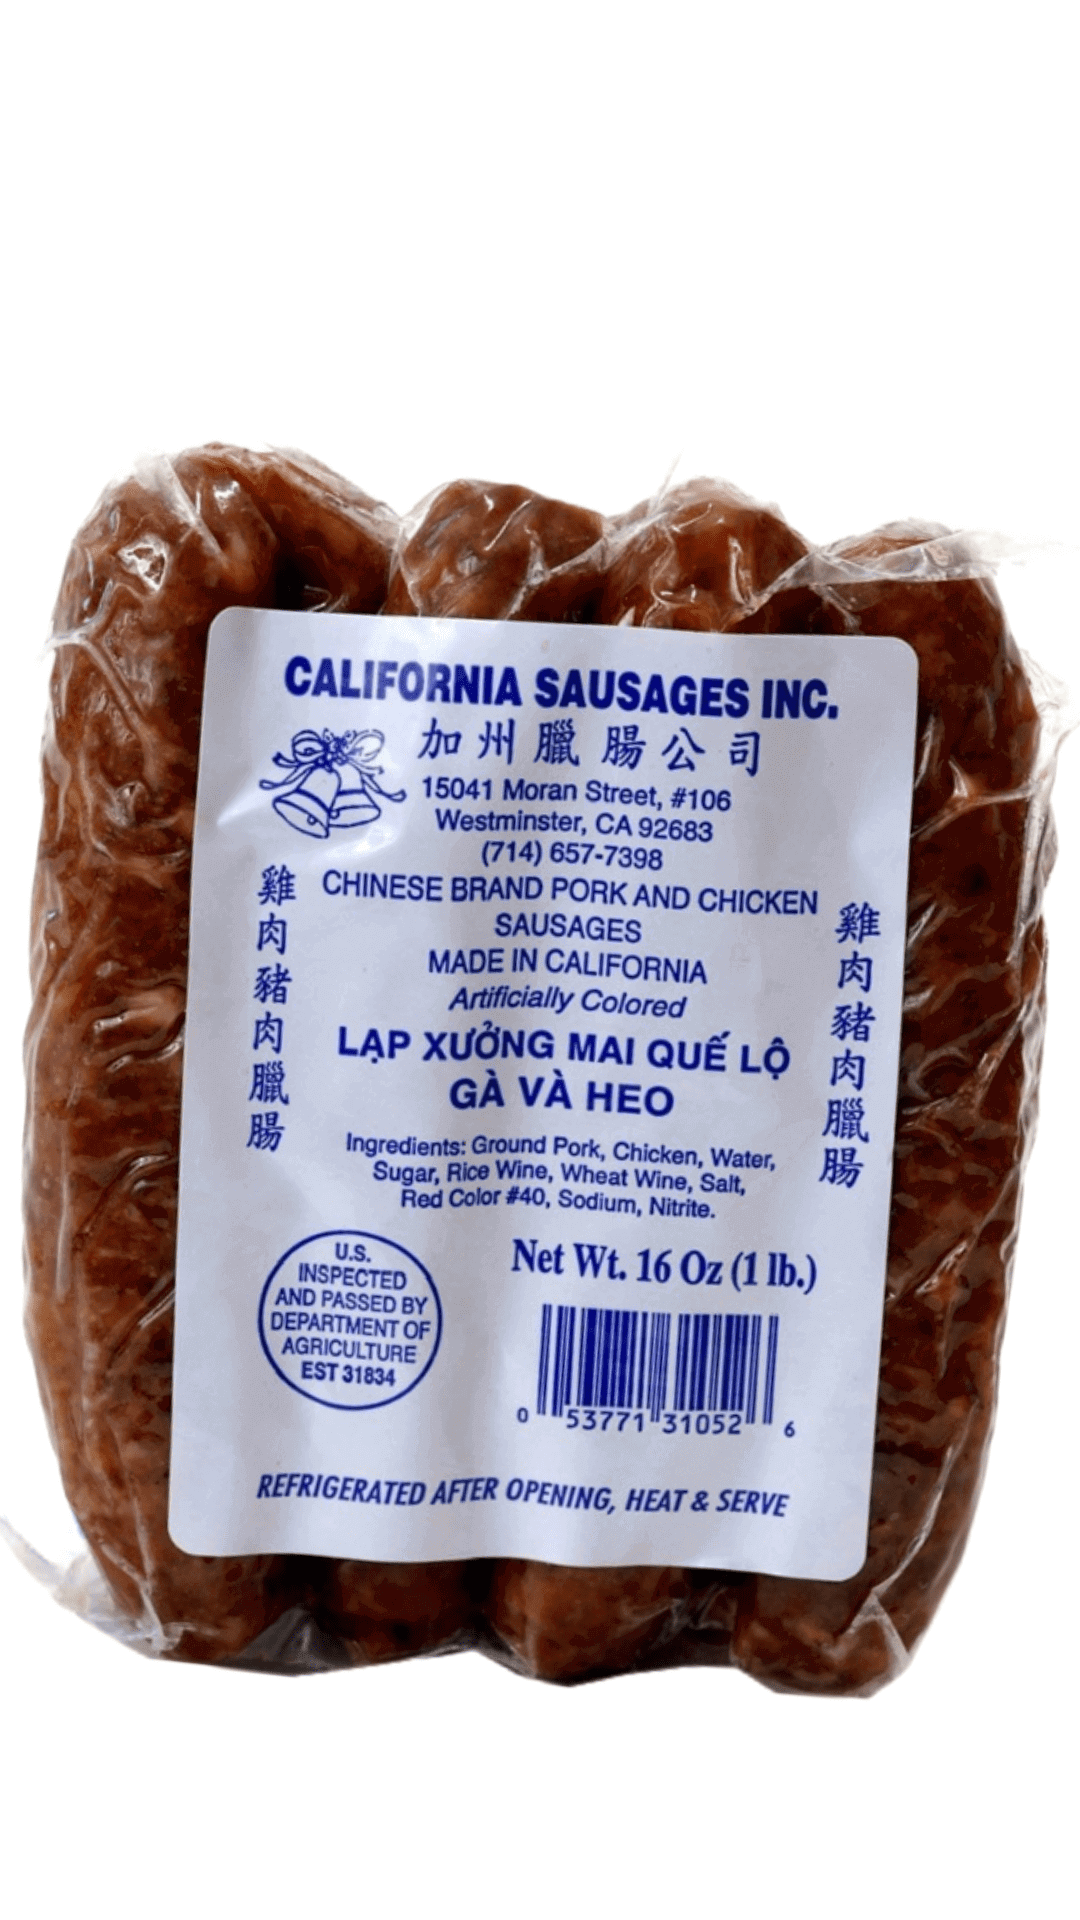 CALIFORNIA SAUSAGES INC.
加州臘腸公司
15041 Moran Street, #106
Westminster, CA 92683
(714) 657-7398
CHINESE BRAND PORK AND CHICKEN
SAUSAGES
MADE IN CALIFORNIA
Artificially Colored
雞肉豬肉臘腸
雞肉豬肉臘腸
LẠP XƯỞNG MAI QUẾ LỘ
GÀ VÀ HEO
Ingredients: Ground Pork, Chicken, Water,
Sugar, Rice Wine, Wheat Wine, Salt,
Red Color #40, Sodium, Nitrite.
U.S.
INSPECTED
AND PASSED BY
DEPARTMENT OF
AGRICULTURE
EST 31834
Net Wt. 16 Oz (1 lb.)
0 53771 31052 6
REFRIGERATED AFTER OPENING, HEAT & SERVE